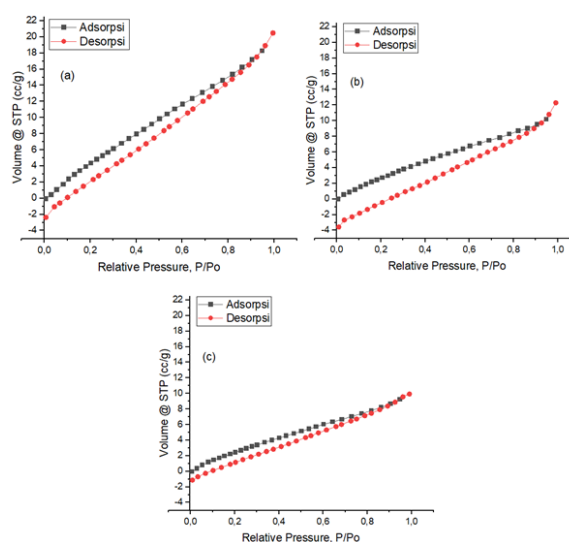 Adsorpsi
Desorpsi
(a)
Volume @ STP (cc/g)
22
20
18
16
14
12
10
8
6
4
2
0
-2
-4
0,0 0,2 0,4 0,6 0,8 1,0
Relative Pressure, P/Po
Adsorpsi
Desorpsi
(b)
Volume @ STP (cc/g)
22
20
18
16
14
12
10
8
6
4
2
0
-2
-4
0,0 0,2 0,4 0,6 0,8 1,0
Relative Pressure, P/Po
Adsorpsi
Desorpsi
(c)
Volume @ STP (cc/g)
22
20
18
16
14
12
10
8
6
4
2
0
-2
-4
0,0 0,2 0,4 0,6 0,8 1,0
Relative Pressure, P/Po